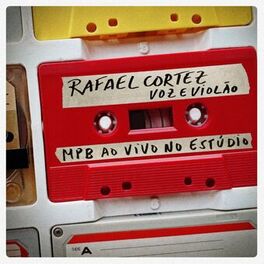 RAFAEL CORTEZ
VOZ E VIOLÃO
MPB AO VIVO NO ESTÚDIO
A